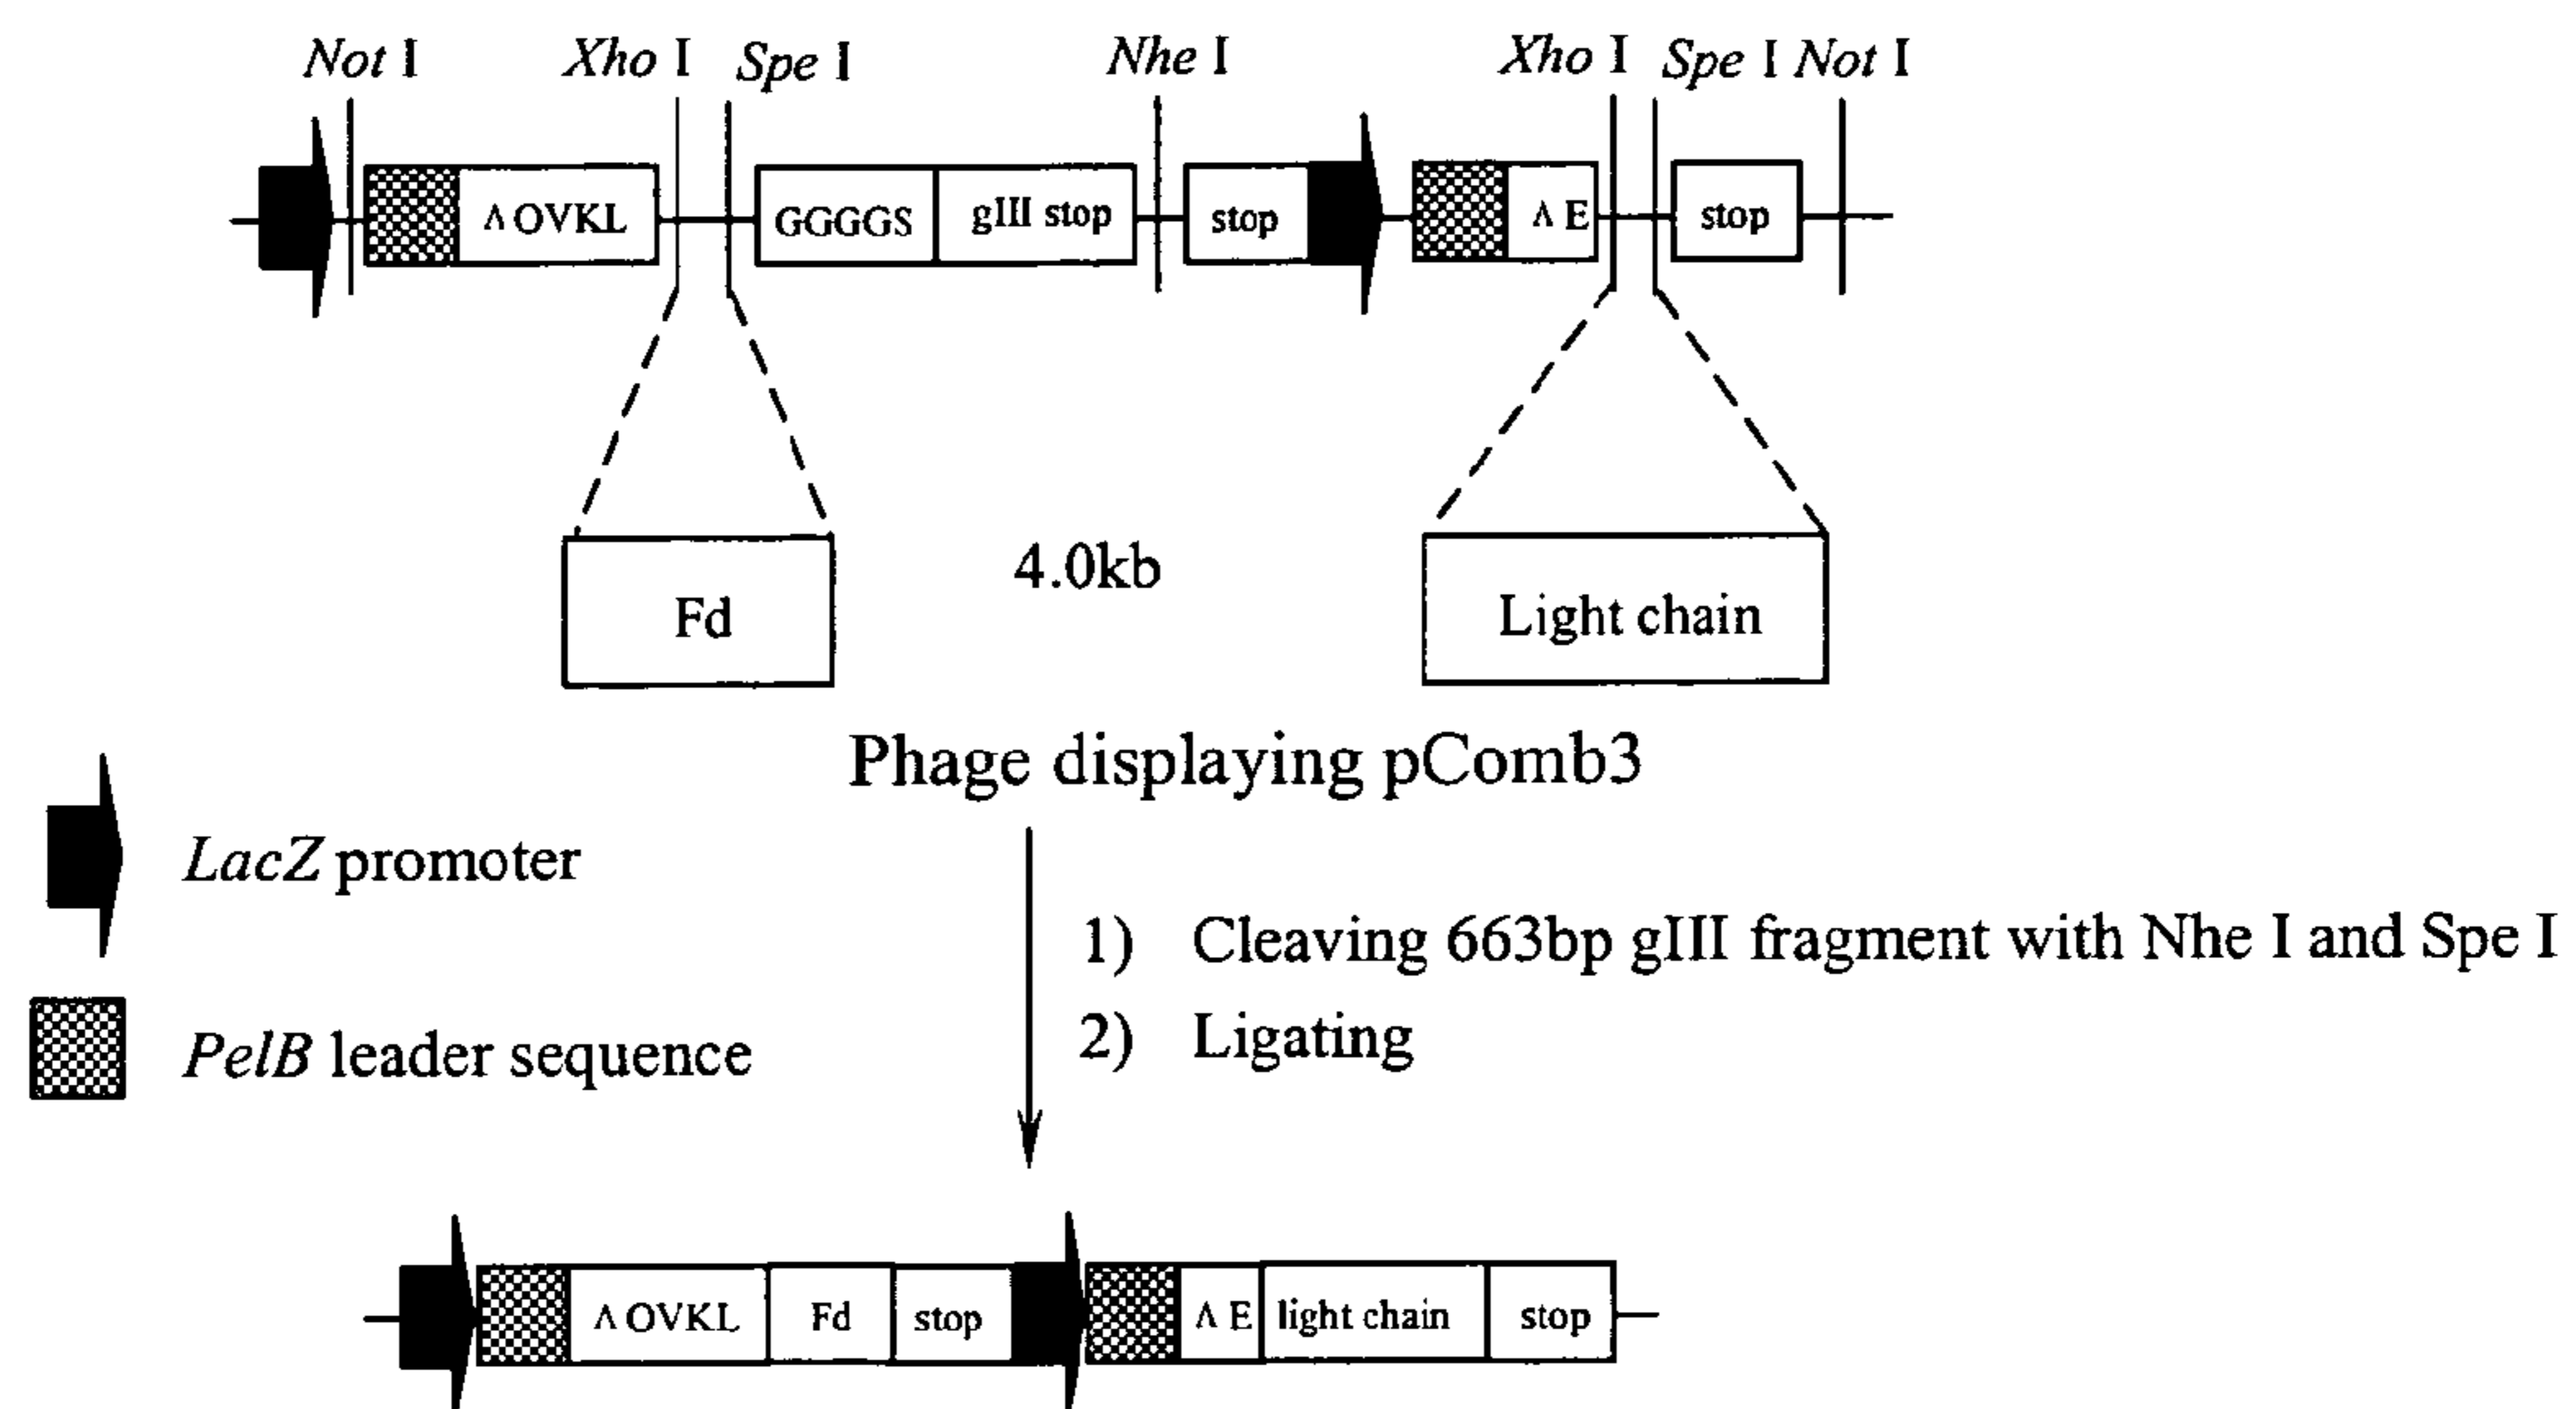 Not I Xho I Spe I Nhe I Xho I Spe I Not I
Λ OVKL GGGGS gIII stop stop Λ E stop
Fd 4.0kb Light chain
Phage displaying pComb3
LacZ promoter
1) Cleaving 663bp gIII fragment with Nhe I and Spe I
2) Ligating
PelB leader sequence
Λ OVKL Fd stop Λ E light chain stop